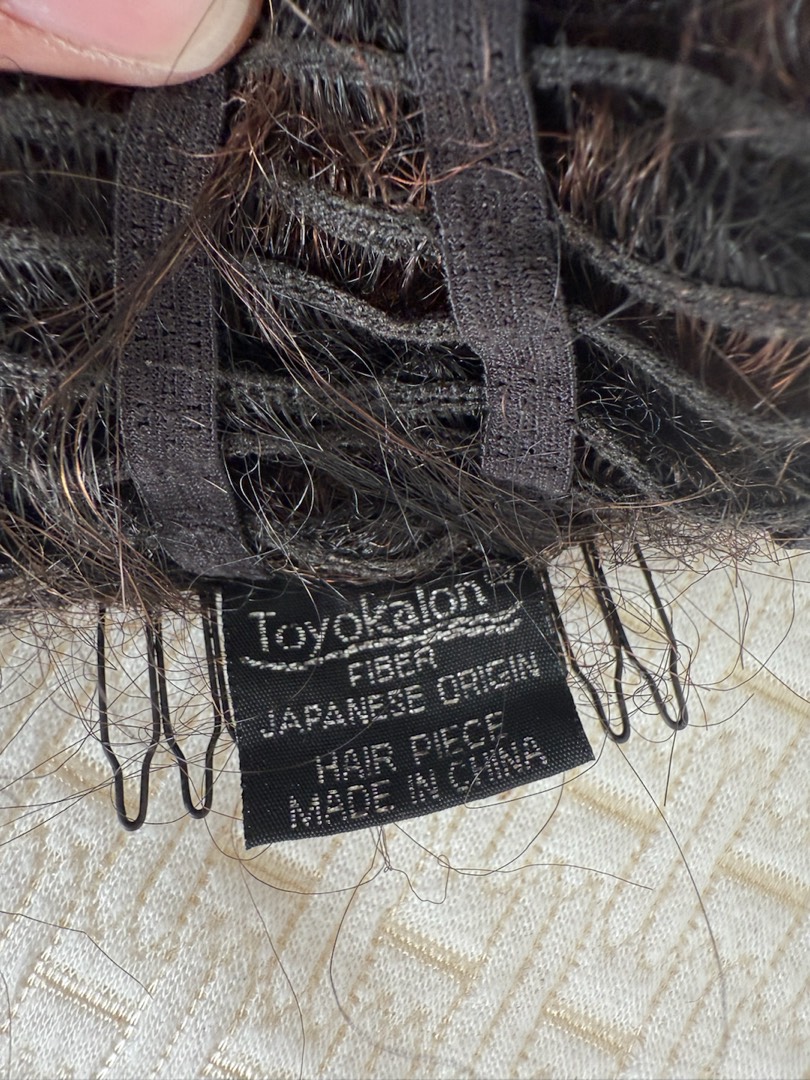 Toyokalon
FIBER
JAPANESE ORIGIN
HAIR PIECE
MADE IN CHINA